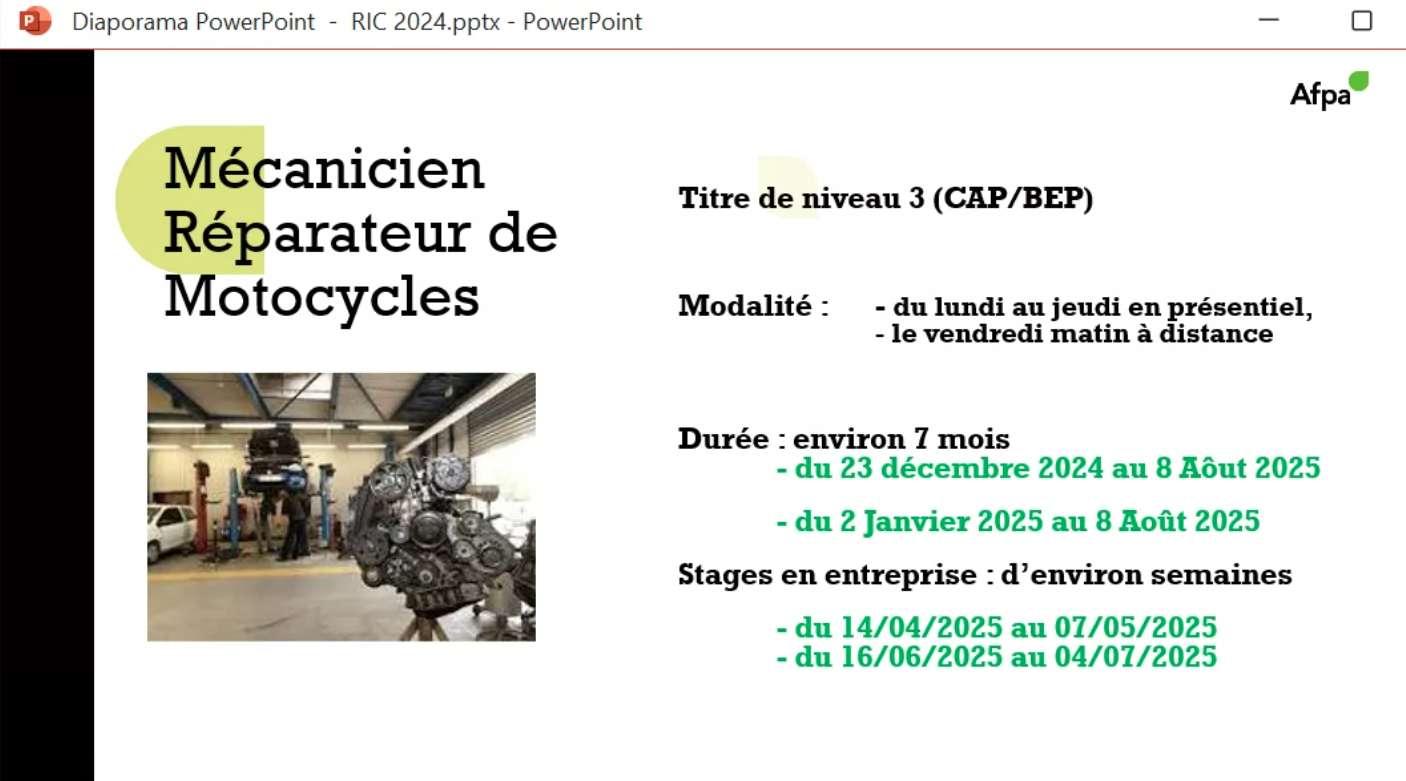 Diaporama PowerPoint - RIC 2024.pptx - PowerPoint
Afpa
Mécanicien
Réparateur de
Motocycles
Titre de niveau 3 (CAP/BEP)
Modalité : - du lundi au jeudi en présentiel,
- le vendredi matin à distance
Durée : environ 7 mois
- du 23 décembre 2024 au 8 Aôut 2025
- du 2 Janvier 2025 au 8 Août 2025
Stages en entreprise : d’environ semaines
- du 14/04/2025 au 07/05/2025
- du 16/06/2025 au 04/07/2025